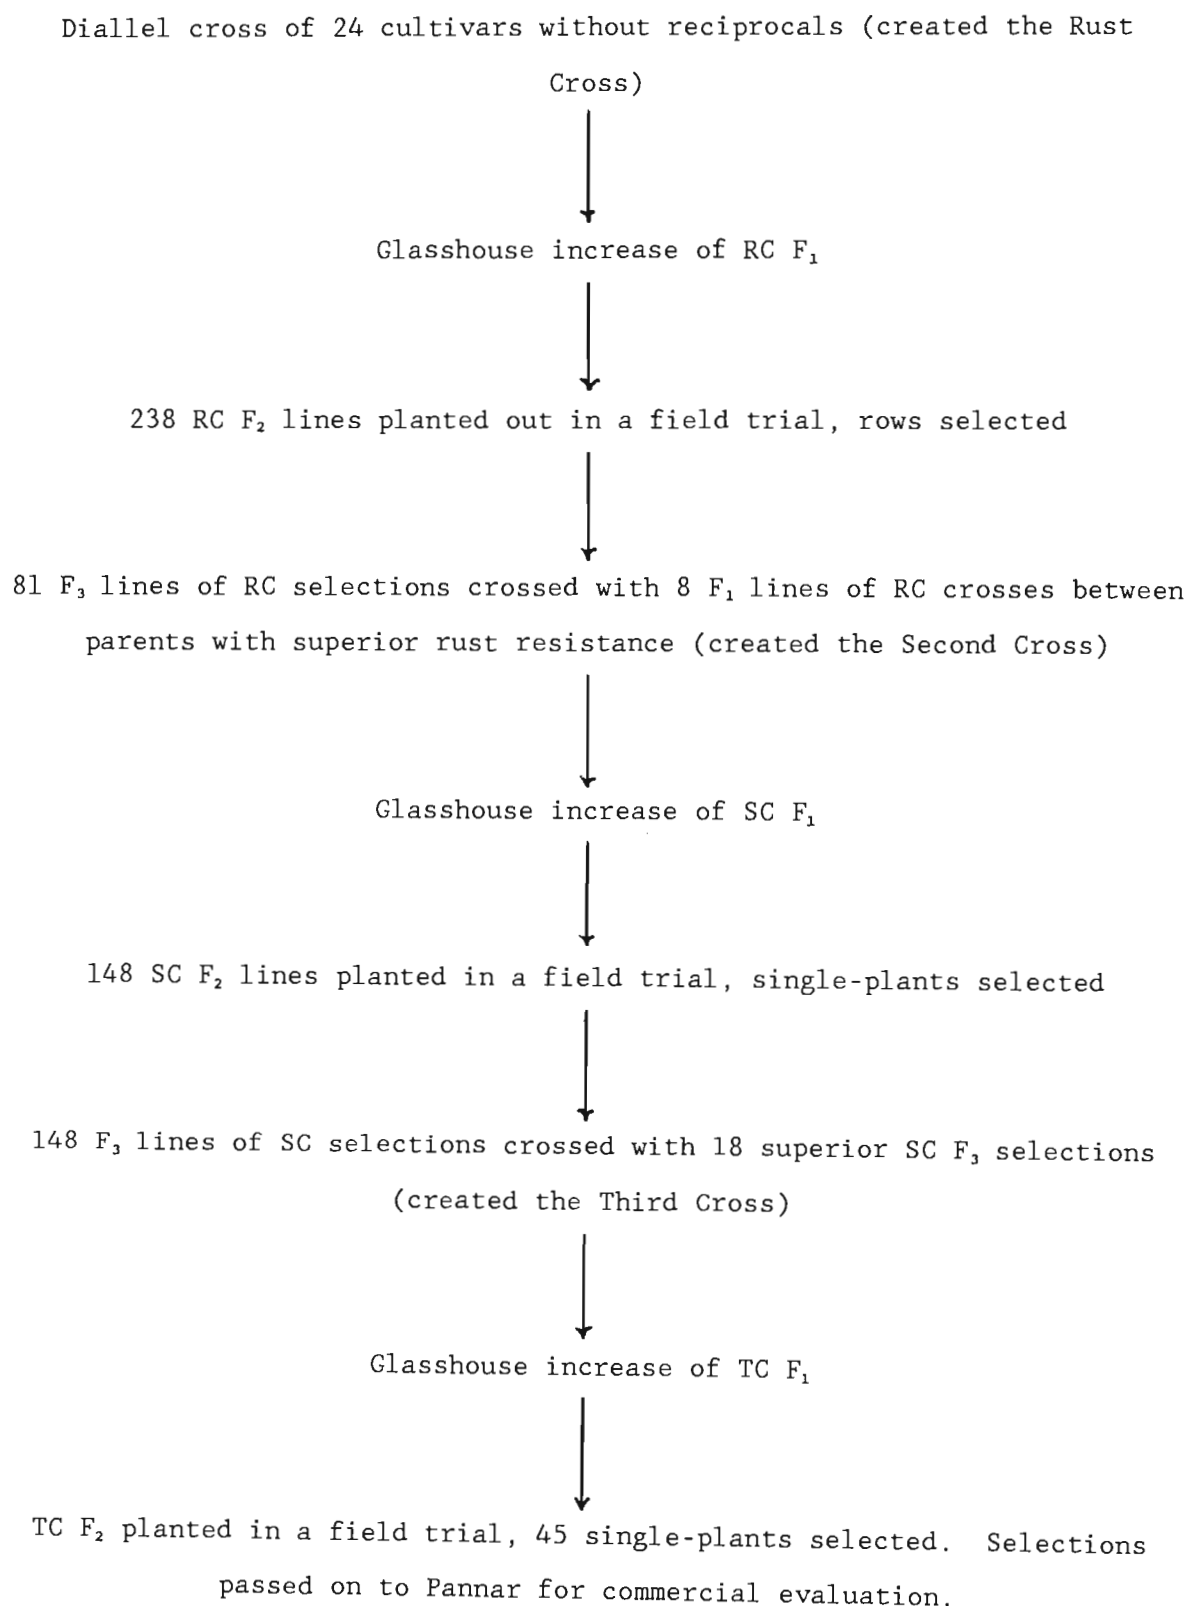 Diallel cross of 24 cultivars without reciprocals (created the Rust
Cross)
Glasshouse increase of RC F₁
238 RC F₂ lines planted out in a field trial, rows selected
81 F₃ lines of RC selections crossed with 8 F₁ lines of RC crosses between
parents with superior rust resistance (created the Second Cross)
Glasshouse increase of SC F₁
148 SC F₂ lines planted in a field trial, single-plants selected
148 F₃ lines of SC selections crossed with 18 superior SC F₃ selections
(created the Third Cross)
Glasshouse increase of TC F₁
TC F₂ planted in a field trial, 45 single-plants selected. Selections
passed on to Pannar for commercial evaluation.